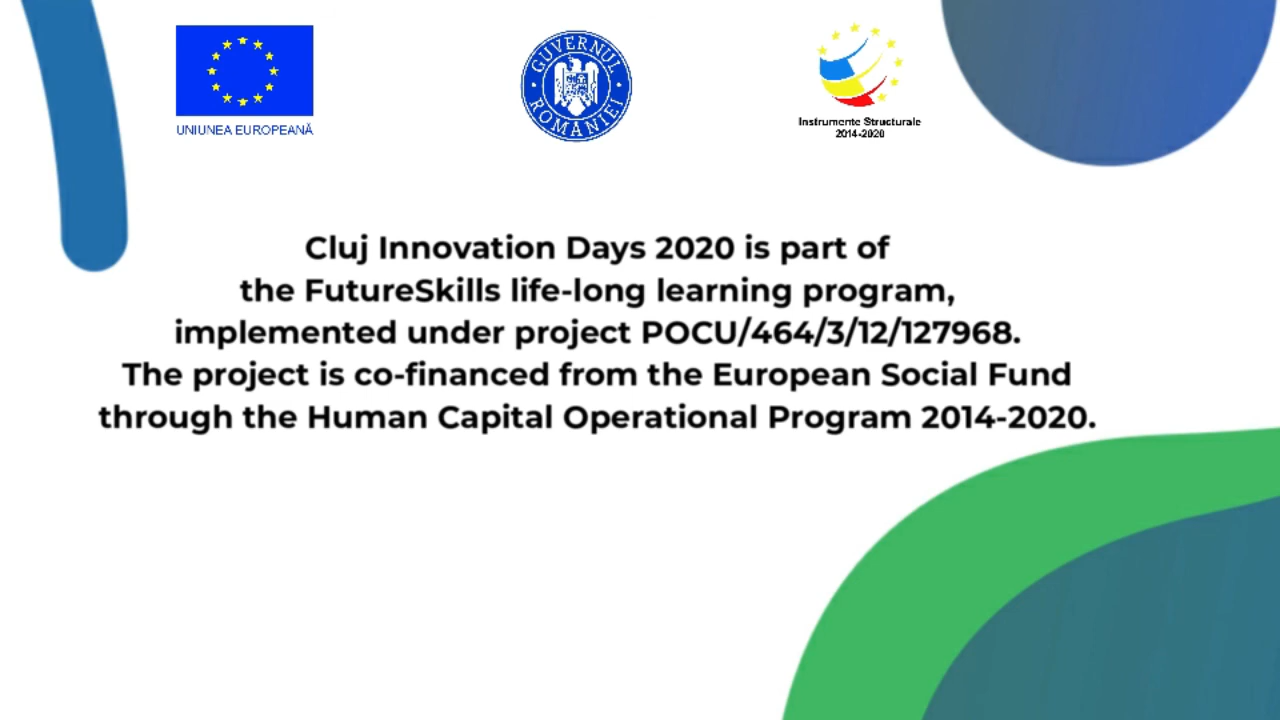 UNIUNEA EUROPEANĂ
GUVERNUL ROMÂNIEI
Instrumente Structurale
2014-2020
Cluj Innovation Days 2020 is part of
the FutureSkills life-long learning program,
implemented under project POCU/464/3/12/127968.
The project is co-financed from the European Social Fund
through the Human Capital Operational Program 2014-2020.